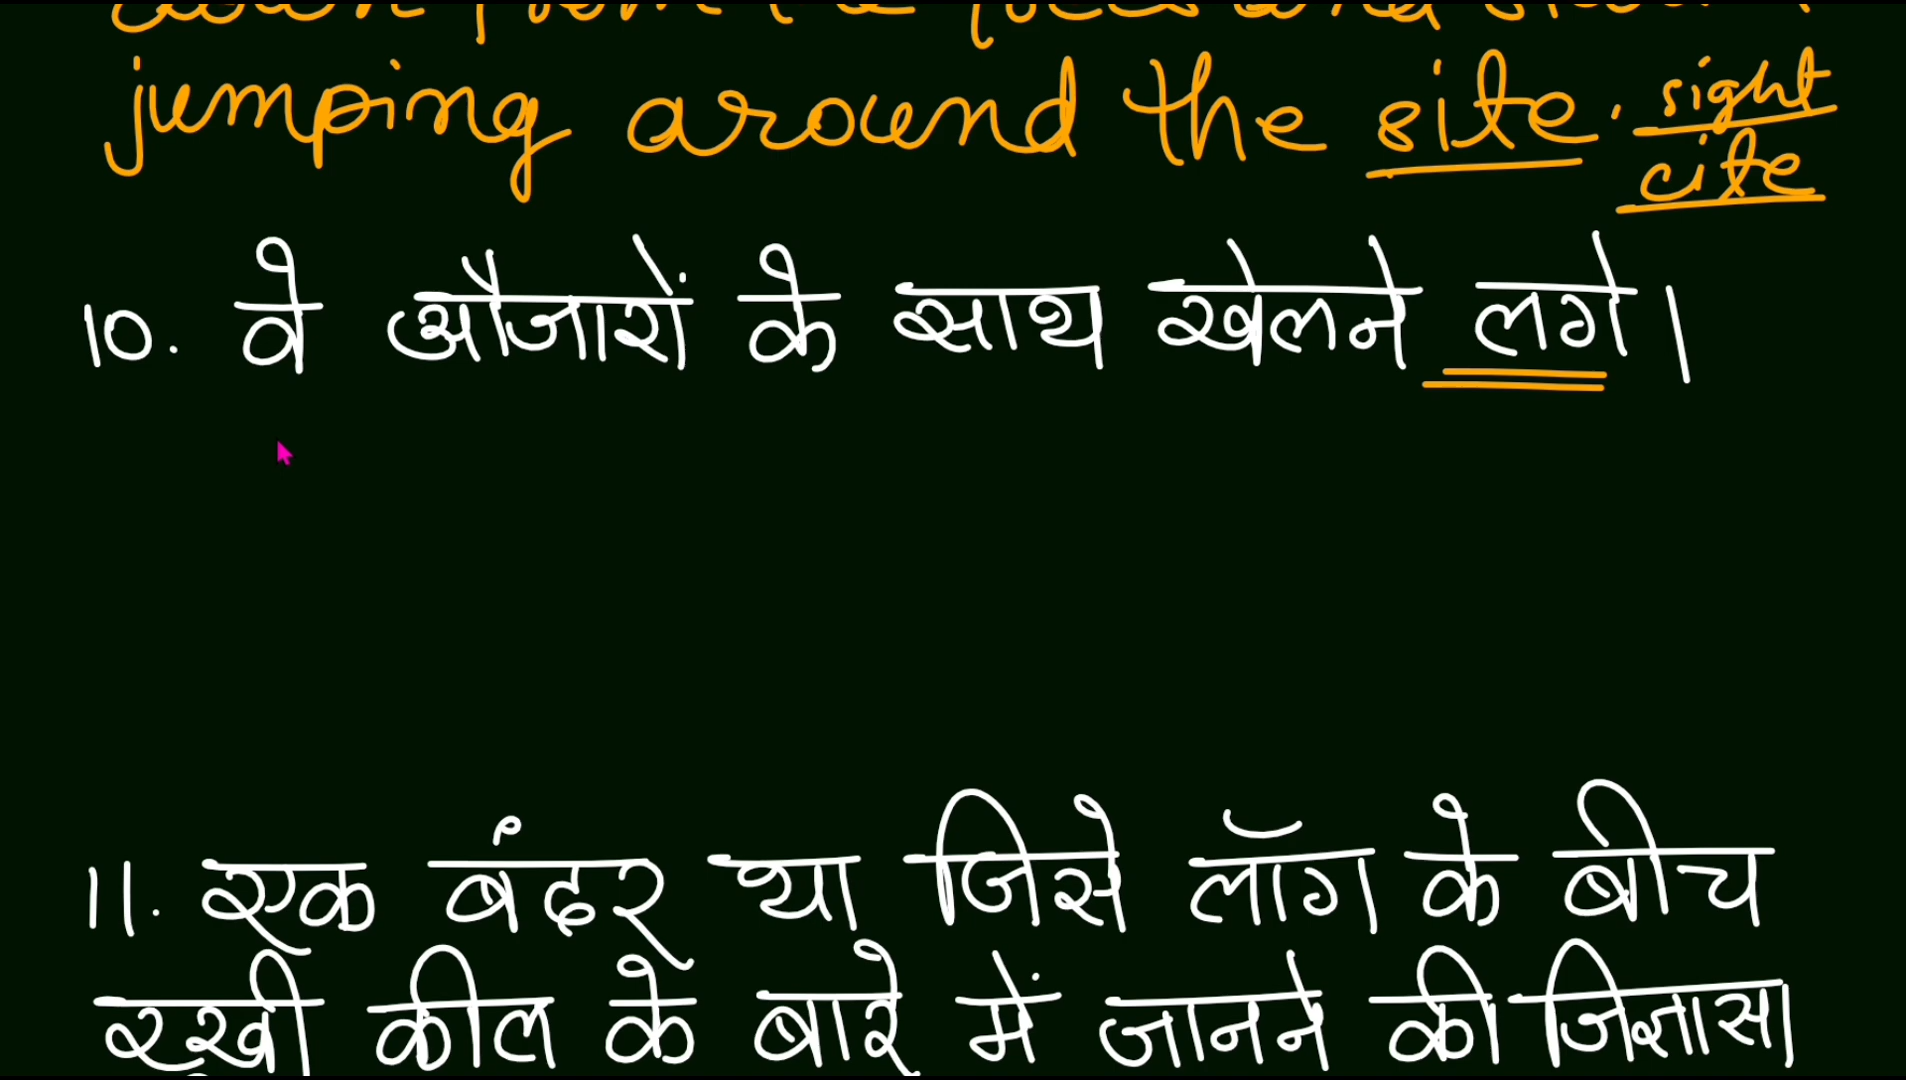 jumping around the site. sight
cite
10. वे औजारों के साथ खेलने लगे।
11. एक बंदर था जिसे लॉग के बीच
रखी कील के बारे में जानने की जिज्ञासा